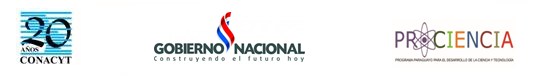 20
AÑOS
CONACYT
GOBIERNO NACIONAL
Construyendo el futuro hoy
PROCIENCIA
PROGRAMA PARAGUAYO PARA EL DESARROLLO DE LA CIENCIA Y TECNOLOGÍA